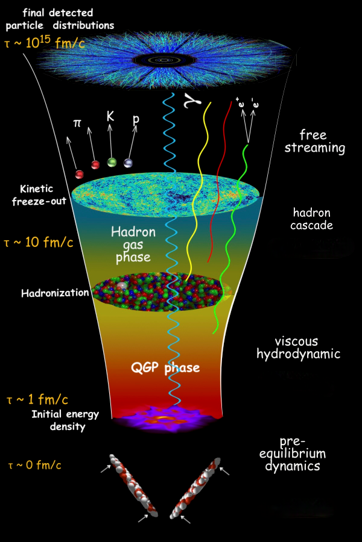 final detected
particle distributions
τ ~ 10¹⁵ fm/c
γ
e⁺ e⁻
π K p
free
streaming
Kinetic
freeze-out
hadron
cascade
Hadron
gas
phase
τ ~ 10 fm/c
Hadronization
viscous
hydrodynamic
QGP phase
τ ~ 1 fm/c
Initial energy
density
pre-
equilibrium
dynamics
τ ~ 0 fm/c